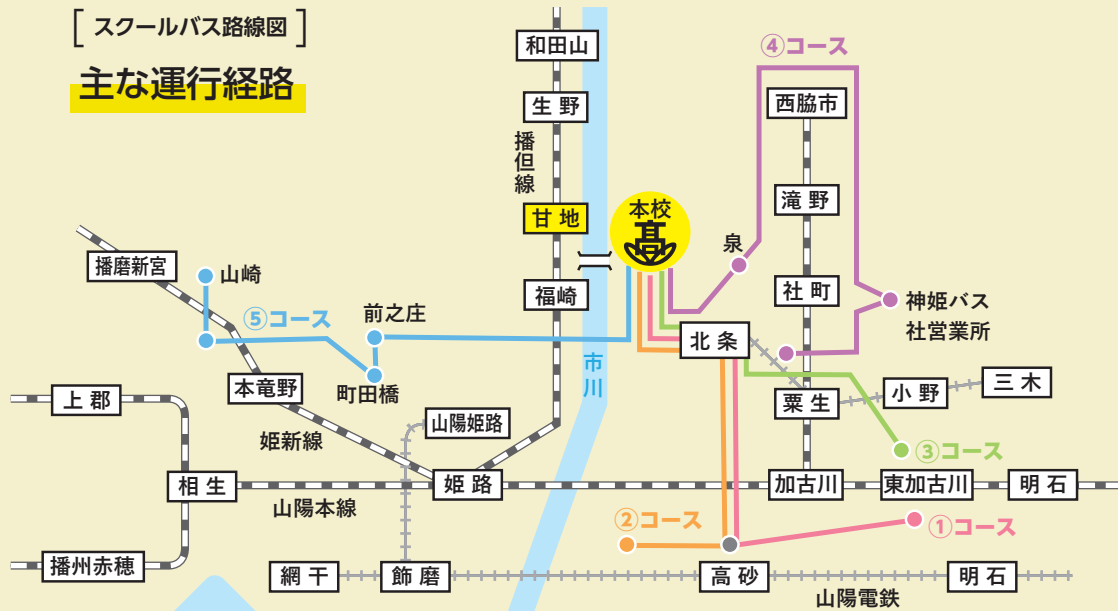 [スクールバス路線図]
主な運行経路
④コース
和田山
西脇市
生野
播但線
滝野
甘地
本校
髙
泉
播磨新宮
山崎
福崎
社町
神姫バス
社営業所
⑤コース
前之庄
北条
市川
町田橋
本竜野
上郡
粟生
小野
三木
山陽姫路
姫新線
③コース
相生
姫路
加古川
東加古川
明石
山陽本線
②コース
①コース
播州赤穂
網干
飾磨
高砂
明石
山陽電鉄